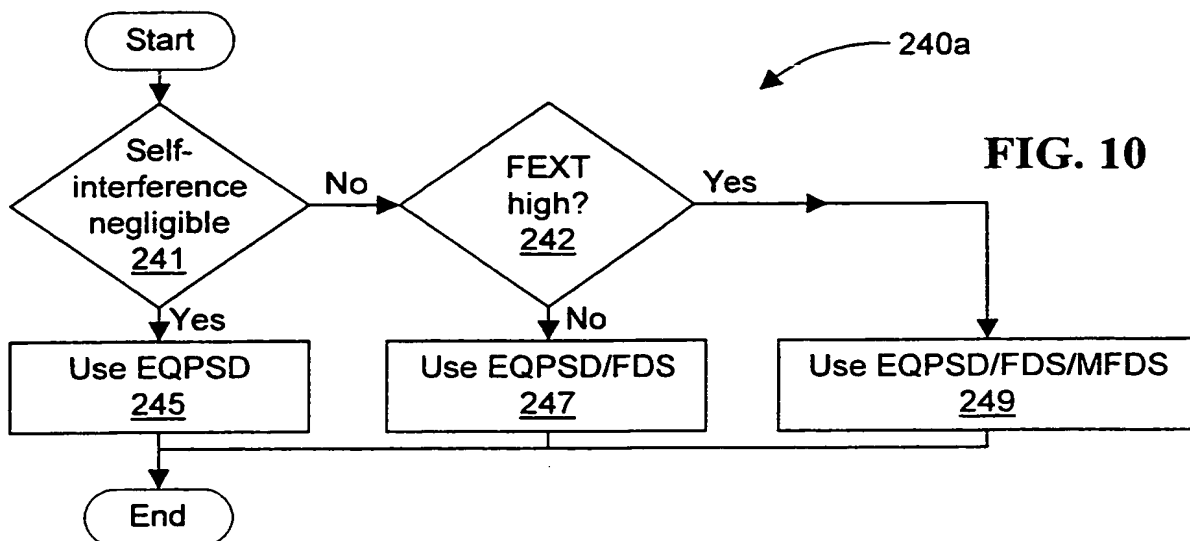 Start
240a
FIG. 10
Self-
interference
negligible
241
No
FEXT
high?
242
Yes
Yes
No
Use EQPSD
245
Use EQPSD/FDS
247
Use EQPSD/FDS/MFDS
249
End